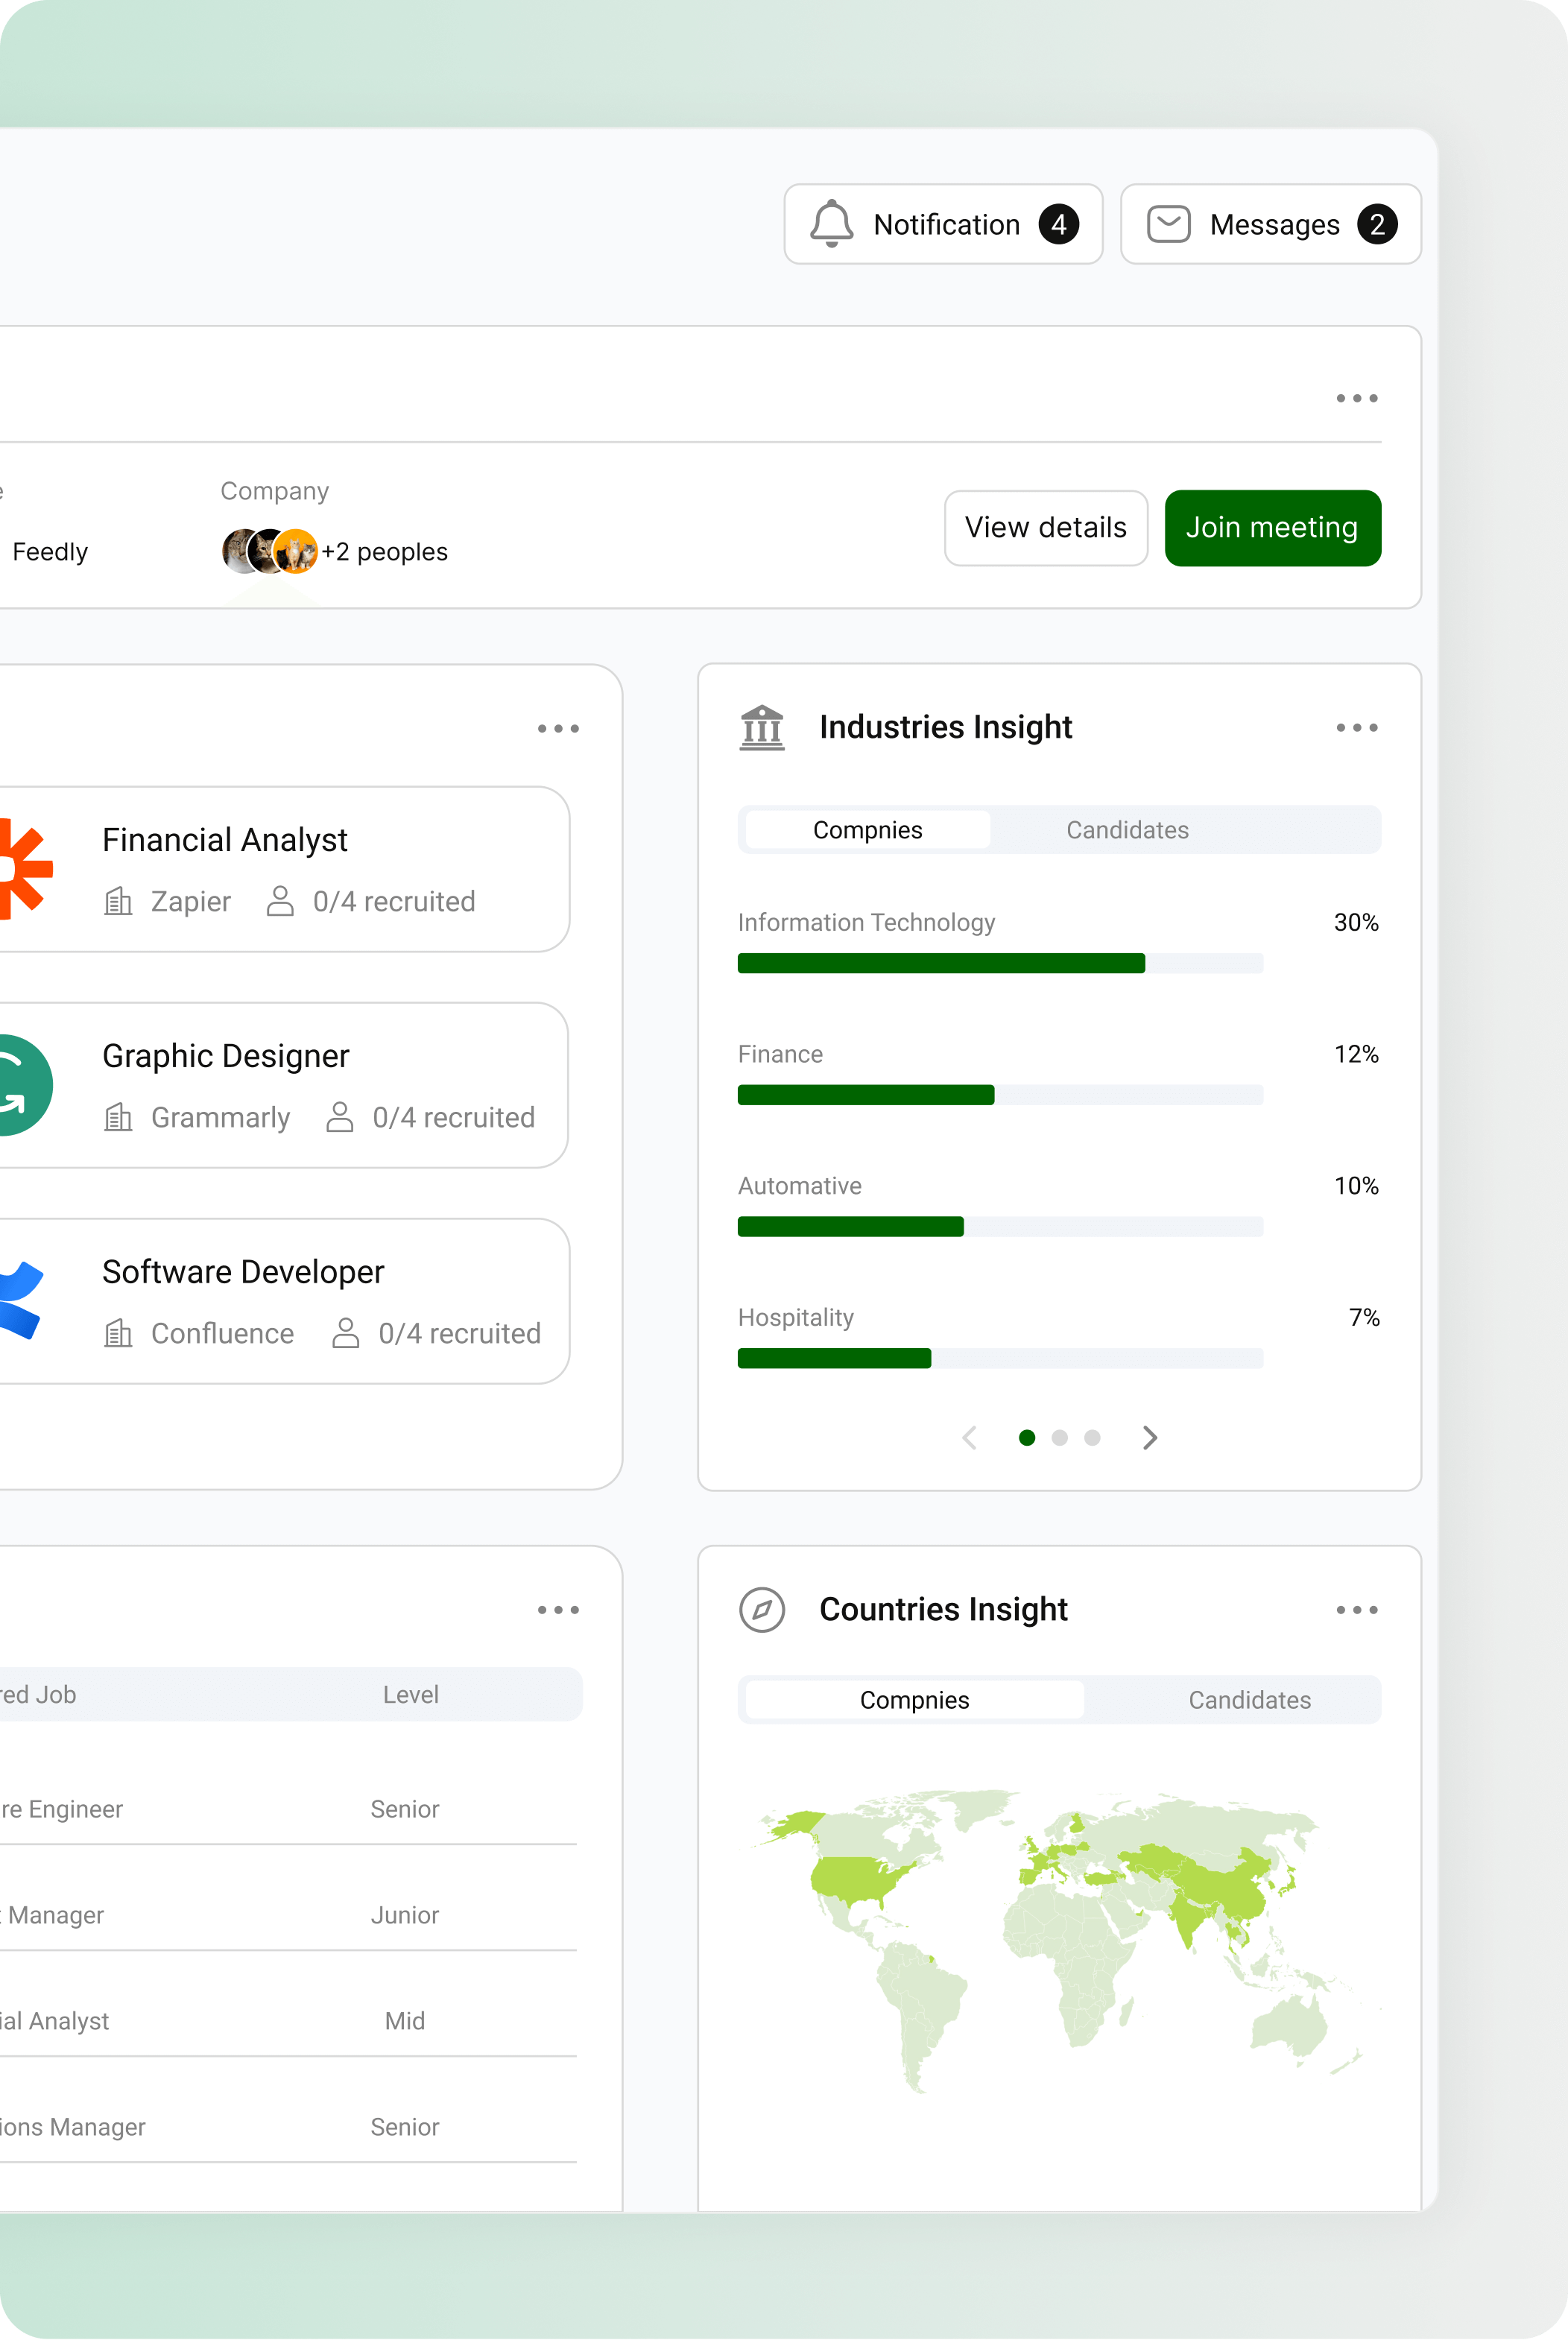 Notification 4 Messages 2
Company
Feedly +2 peoples
View details Join meeting
Financial Analyst
Zapier 0/4 recruited
Graphic Designer
Grammarly 0/4 recruited
Software Developer
Confluence 0/4 recruited
Industries Insight
Compnies Candidates
Information Technology 30%
Finance 12%
Automative 10%
Hospitality 7%
red Job Level
re Engineer Senior
Manager Junior
ial Analyst Mid
ions Manager Senior
Countries Insight
Compnies Candidates